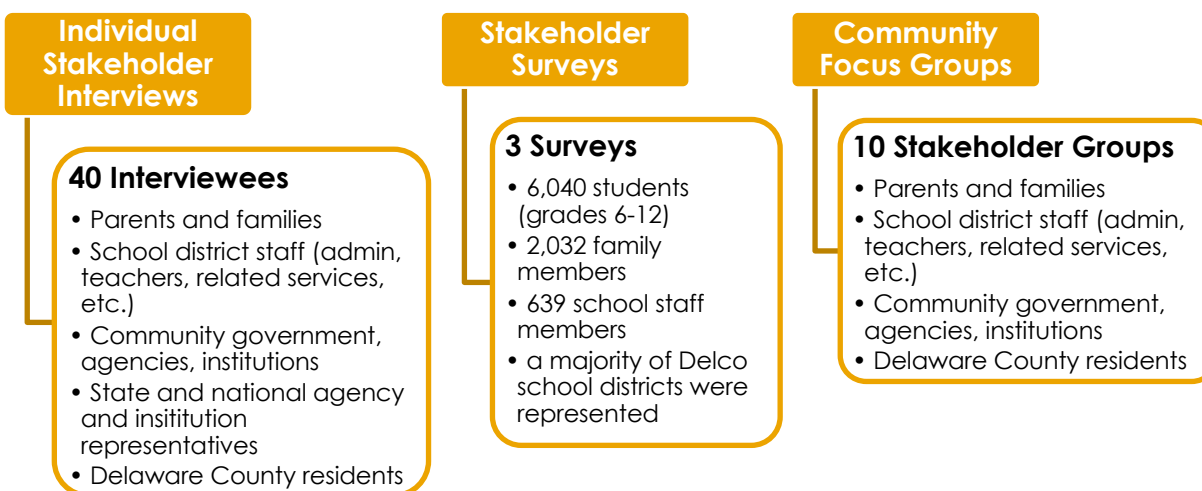 Individual
Stakeholder
Interviews
40 Interviewees
• Parents and families
• School district staff (admin,
teachers, related services,
etc.)
• Community government,
agencies, institutions
• State and national agency
and insititution
representatives
• Delaware County residents
Stakeholder
Surveys
3 Surveys
• 6,040 students
(grades 6-12)
• 2,032 family
members
• 639 school staff
members
• a majority of Delco
school districts were
represented
Community
Focus Groups
10 Stakeholder Groups
• Parents and families
• School district staff (admin,
teachers, related services,
etc.)
• Community government,
agencies, institutions
• Delaware County residents